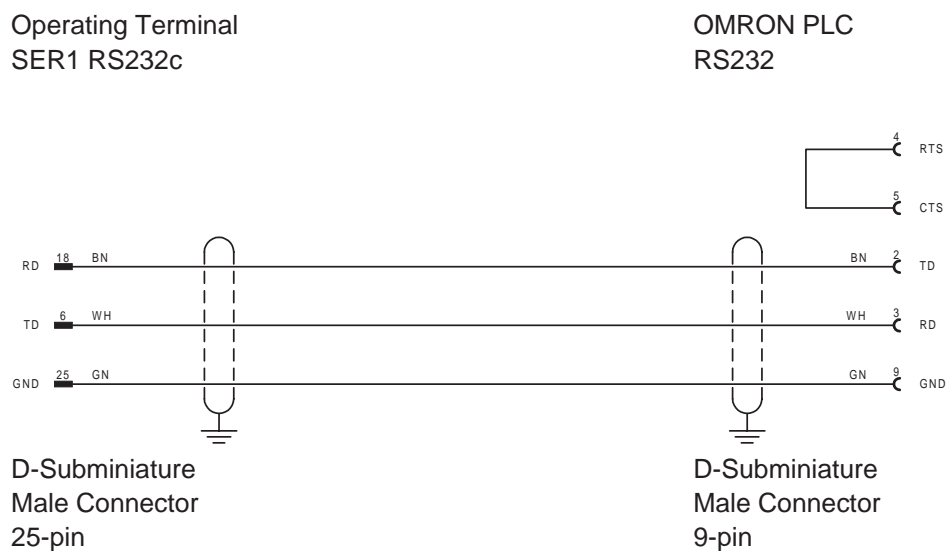 Operating Terminal
SER1 RS232c
OMRON PLC
RS232
4
RTS
5
CTS
RD
18
BN
BN
2
TD
TD
6
WH
WH
3
RD
GND
25
GN
GN
9
GND
D-Subminiature
Male Connector
25-pin
D-Subminiature
Male Connector
9-pin